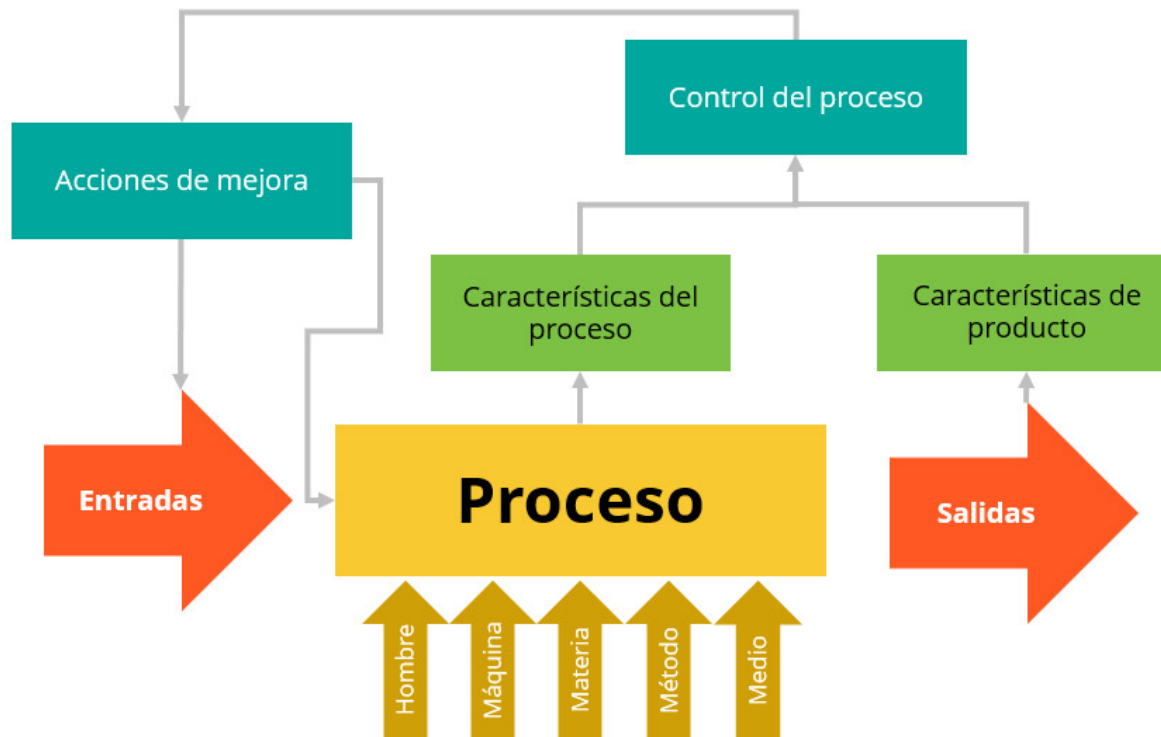 Control del proceso
Acciones de mejora
Características del
proceso
Características de
producto
Entradas
Proceso
Salidas
Hombre
Máquina
Materia
Método
Medio